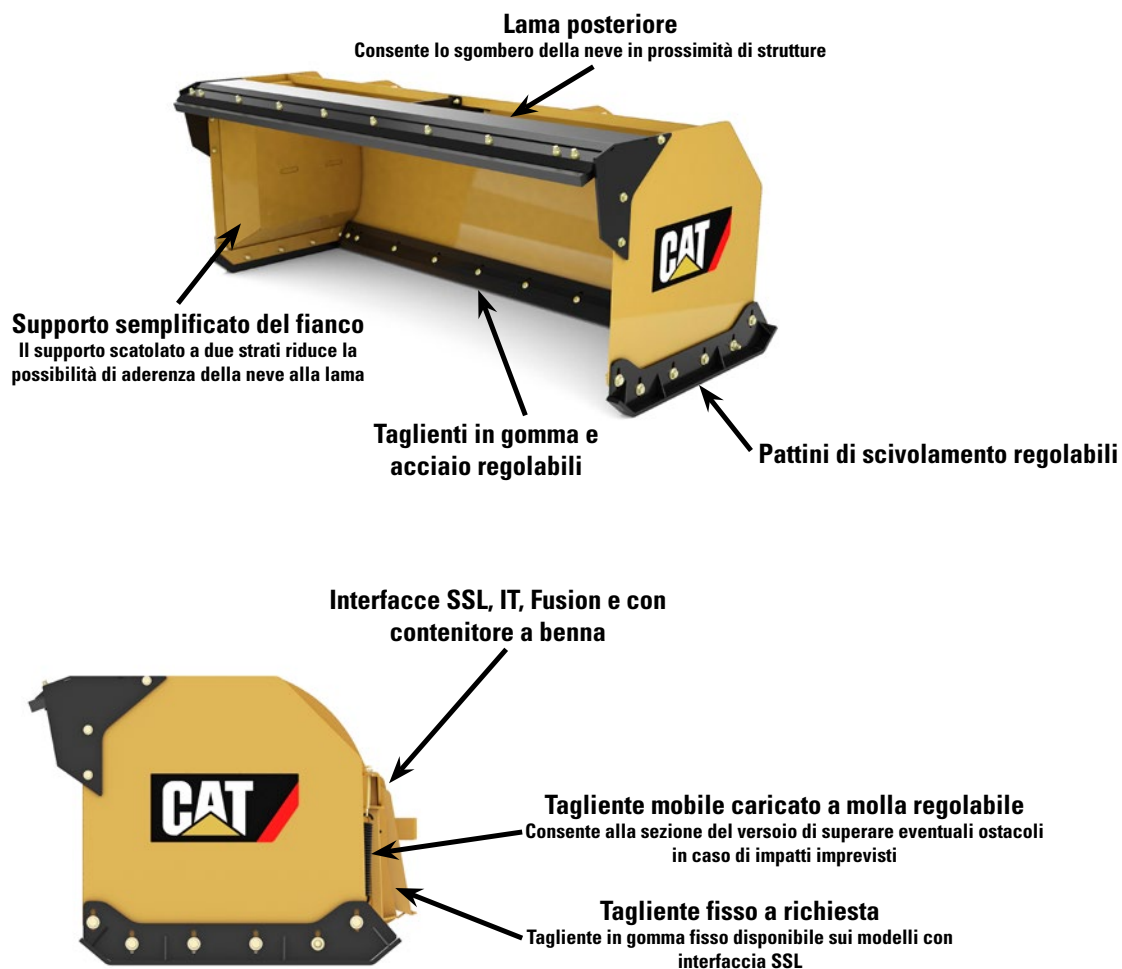 Lama posteriore
Consente lo sgombero della neve in prossimità di strutture
CAT
Supporto semplificato del fianco
Il supporto scatolato a due strati riduce la
possibilità di aderenza della neve alla lama
Taglienti in gomma e
acciaio regolabili
Pattini di scivolamento regolabili
Interfacce SSL, IT, Fusion e con
contenitore a benna
CAT
Tagliente mobile caricato a molla regolabile
Consente alla sezione del versoio di superare eventuali ostacoli
in caso di impatti imprevisti
Tagliente fisso a richiesta
Tagliente in gomma fisso disponibile sui modelli con
interfaccia SSL